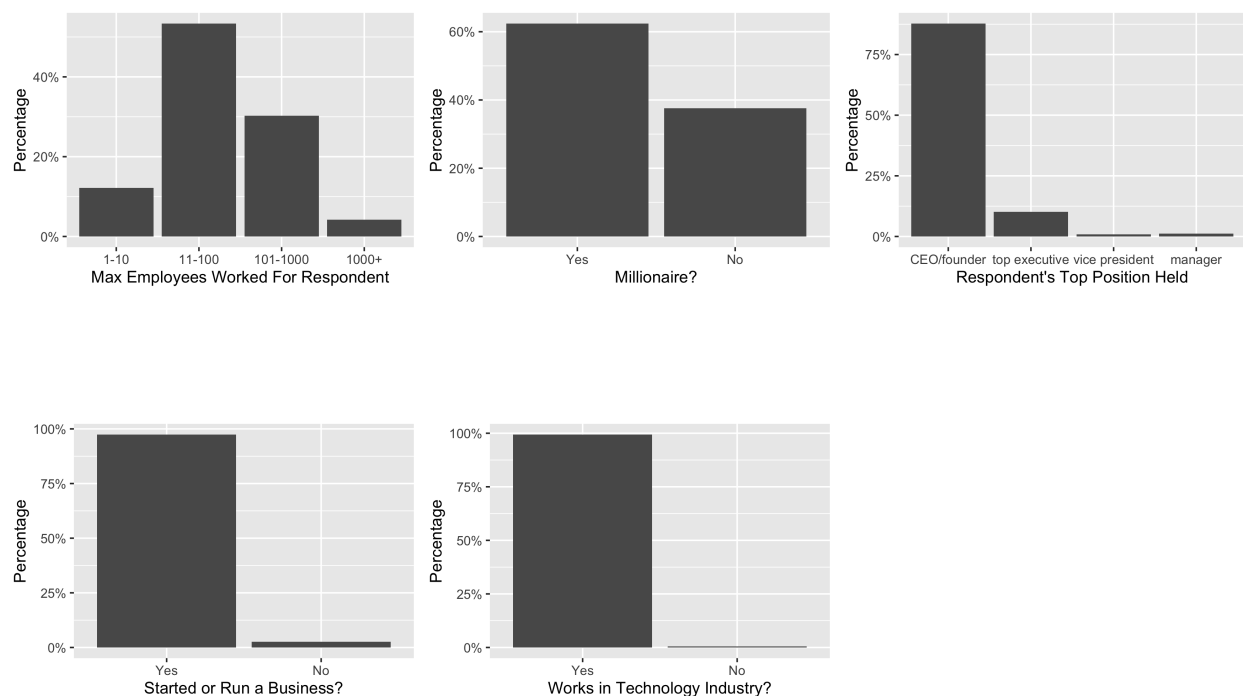 Percentage
40%
20%
0%
1-10 11-100 101-1000 1000+
Max Employees Worked For Respondent
Percentage
60%
40%
20%
0%
Yes No
Millionaire?
Percentage
75%
50%
25%
0%
CEO/founder top executive vice president manager
Respondent's Top Position Held
Percentage
100%
75%
50%
25%
0%
Yes No
Started or Run a Business?
Percentage
100%
75%
50%
25%
0%
Yes No
Works in Technology Industry?